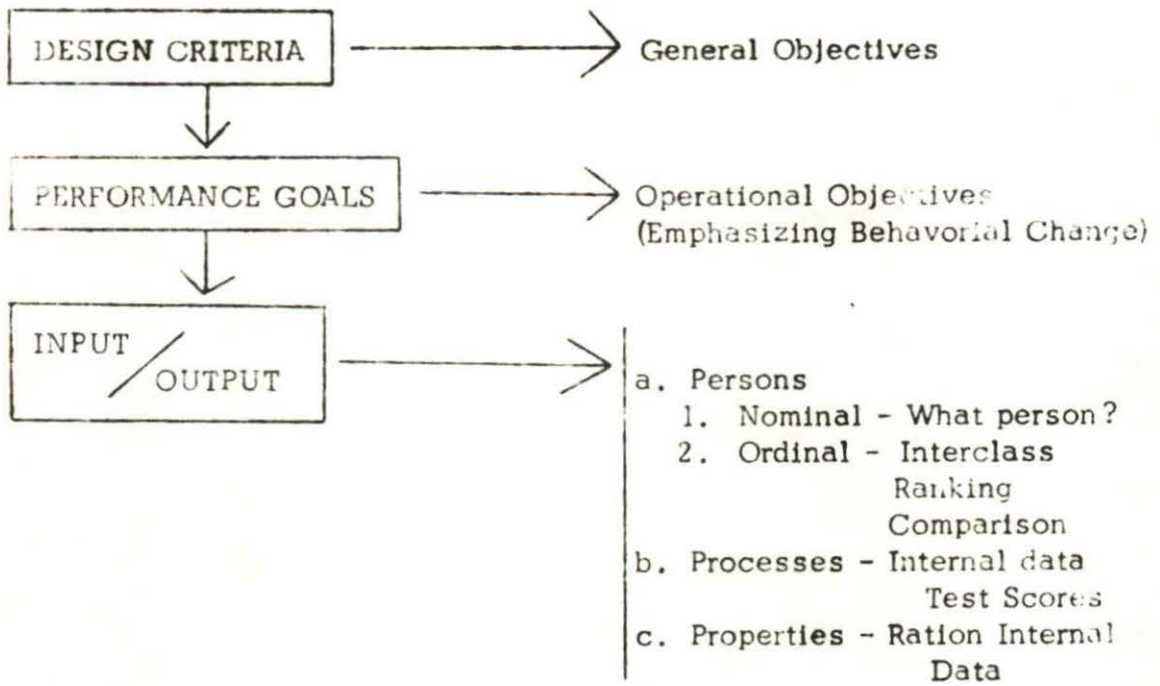 DESIGN CRITERIA
General Objectives
PERFORMANCE GOALS
Operational Objectives
(Emphasizing Behavorial Change)
INPUT
/
OUTPUT
a. Persons
1. Nominal - What person?
2. Ordinal - Interclass
Ranking
Comparison
b. Processes - Internal data
Test Scores
c. Properties - Ration Internal
Data